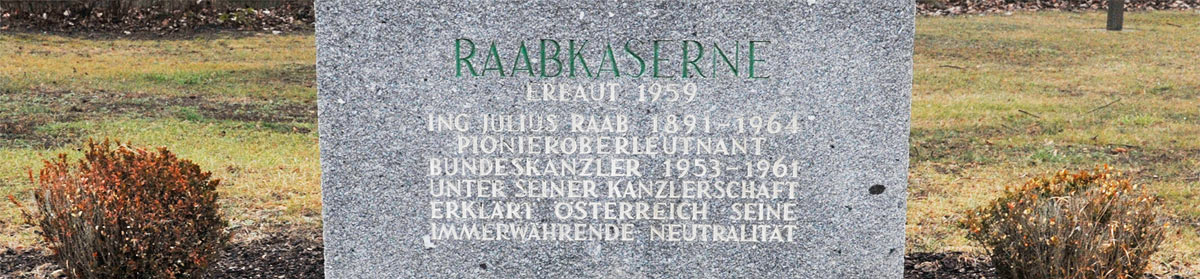 RAABKASERNE
ERBAUT 1959
ING JULIUS RAAB 1891-1964
PIONIEROBERLEUTNANT
BUNDESKANZLER 1953-1961
UNTER SEINER KANZLERSCHAFT
ERKLÄRT ÖSTERREICH SEINE
IMMERWÄHRENDE NEUTRALITÄT